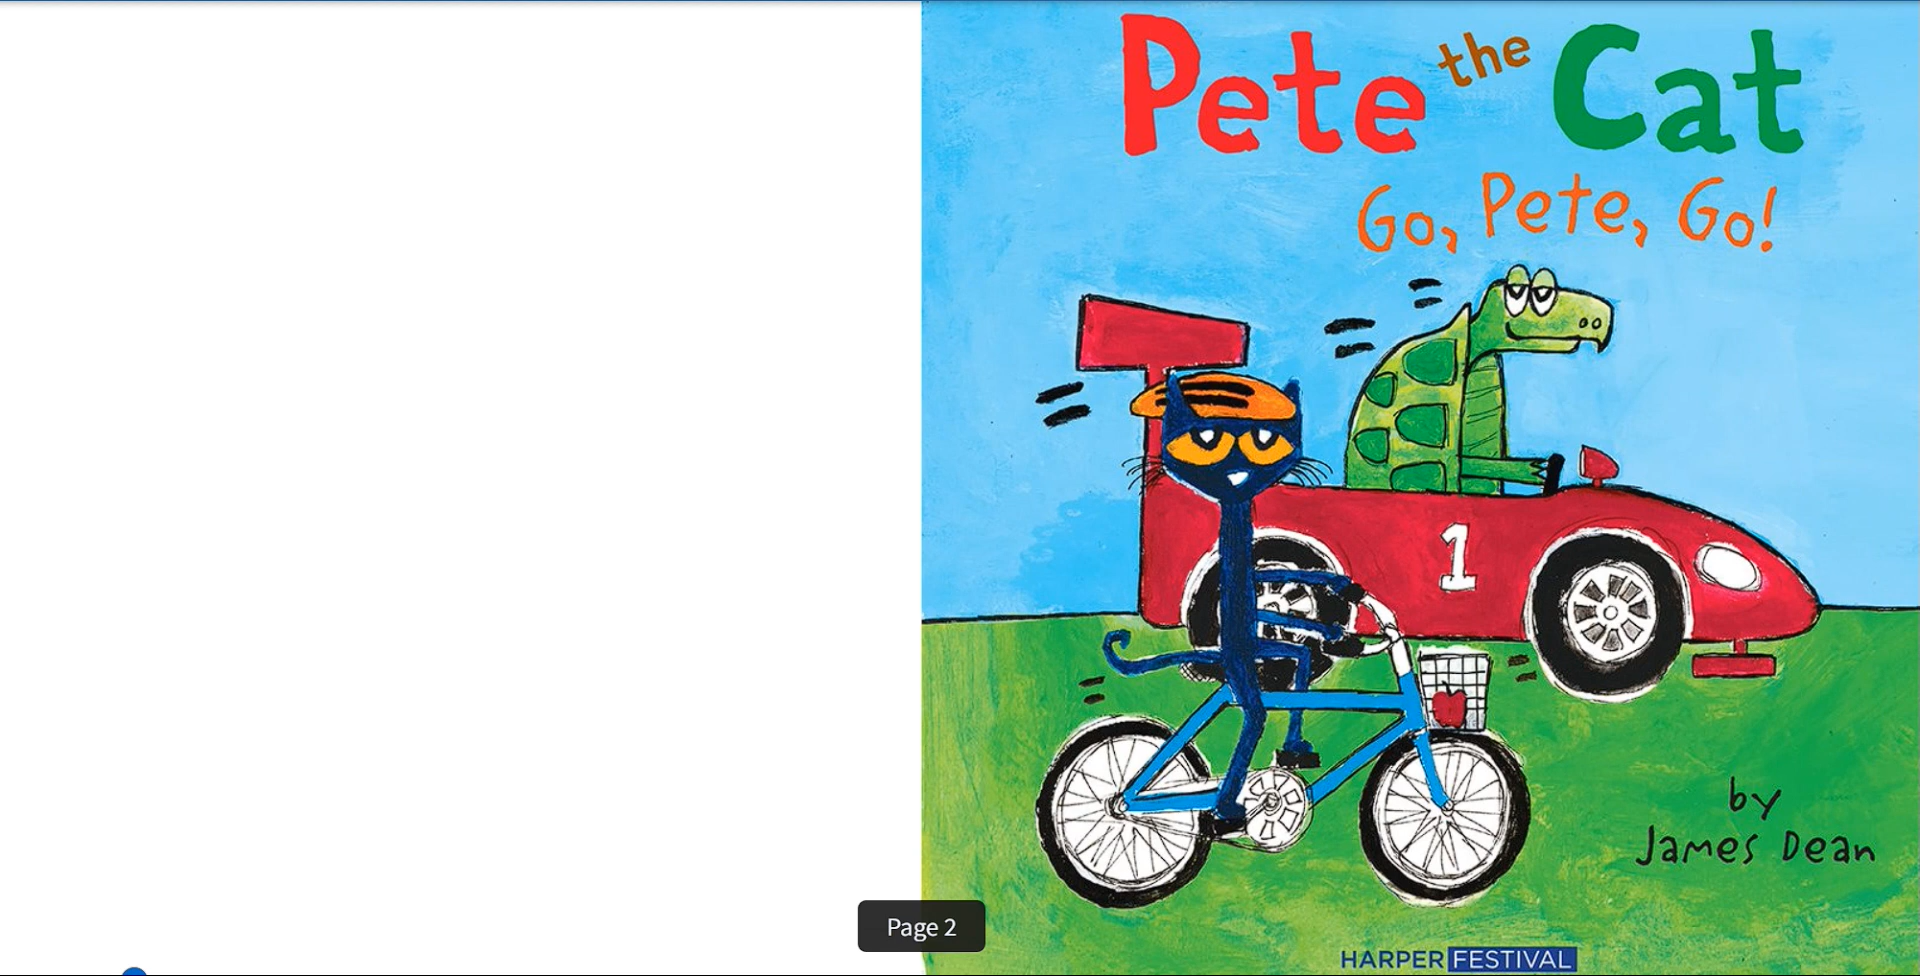 Pete the Cat
Go, Pete, Go!
1
by
James Dean
Page 2
HARPER FESTIVAL